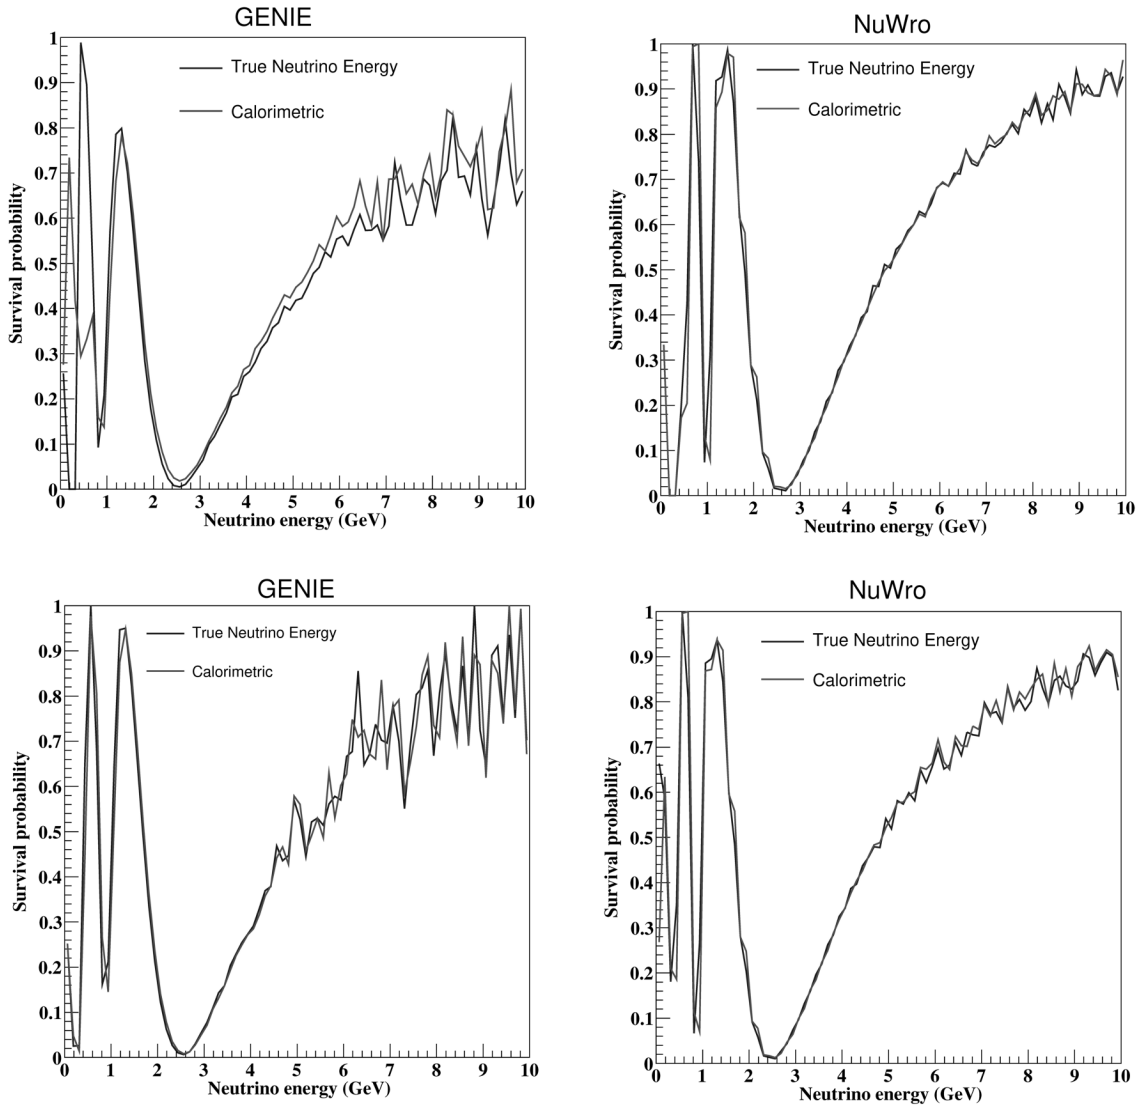 GENIE
1
0.9
0.8
0.7
0.6
0.5
0.4
0.3
0.2
0.1
0
Survival probability
True Neutrino Energy
Calorimetric
0 1 2 3 4 5 6 7 8 9 10
Neutrino energy (GeV)
NuWro
1
0.9
0.8
0.7
0.6
0.5
0.4
0.3
0.2
0.1
0
Survival probability
True Neutrino Energy
Calorimetric
0 1 2 3 4 5 6 7 8 9 10
Neutrino energy (GeV)
GENIE
1
0.9
0.8
0.7
0.6
0.5
0.4
0.3
0.2
0.1
0
Survival probability
True Neutrino Energy
Calorimetric
0 1 2 3 4 5 6 7 8 9 10
Neutrino energy (GeV)
NuWro
1
0.9
0.8
0.7
0.6
0.5
0.4
0.3
0.2
0.1
0
Survival probability
True Neutrino Energy
Calorimetric
0 1 2 3 4 5 6 7 8 9 10
Neutrino energy (GeV)